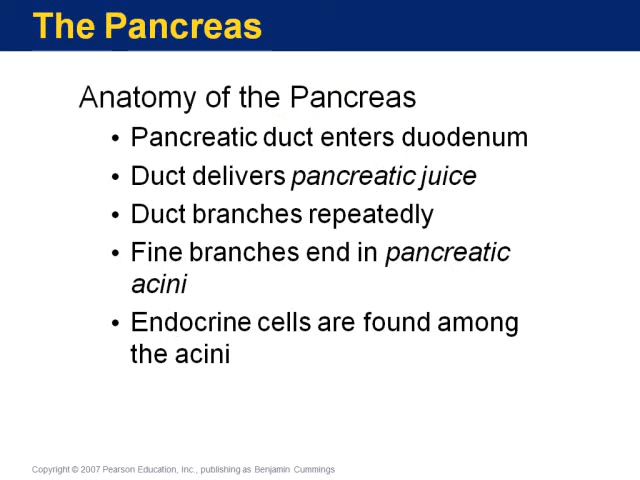 The Pancreas
Anatomy of the Pancreas
• Pancreatic duct enters duodenum
• Duct delivers pancreatic juice
• Duct branches repeatedly
• Fine branches end in pancreatic
acini
• Endocrine cells are found among
the acini
Copyright © 2007 Pearson Education, Inc., publishing as Benjamin Cummings